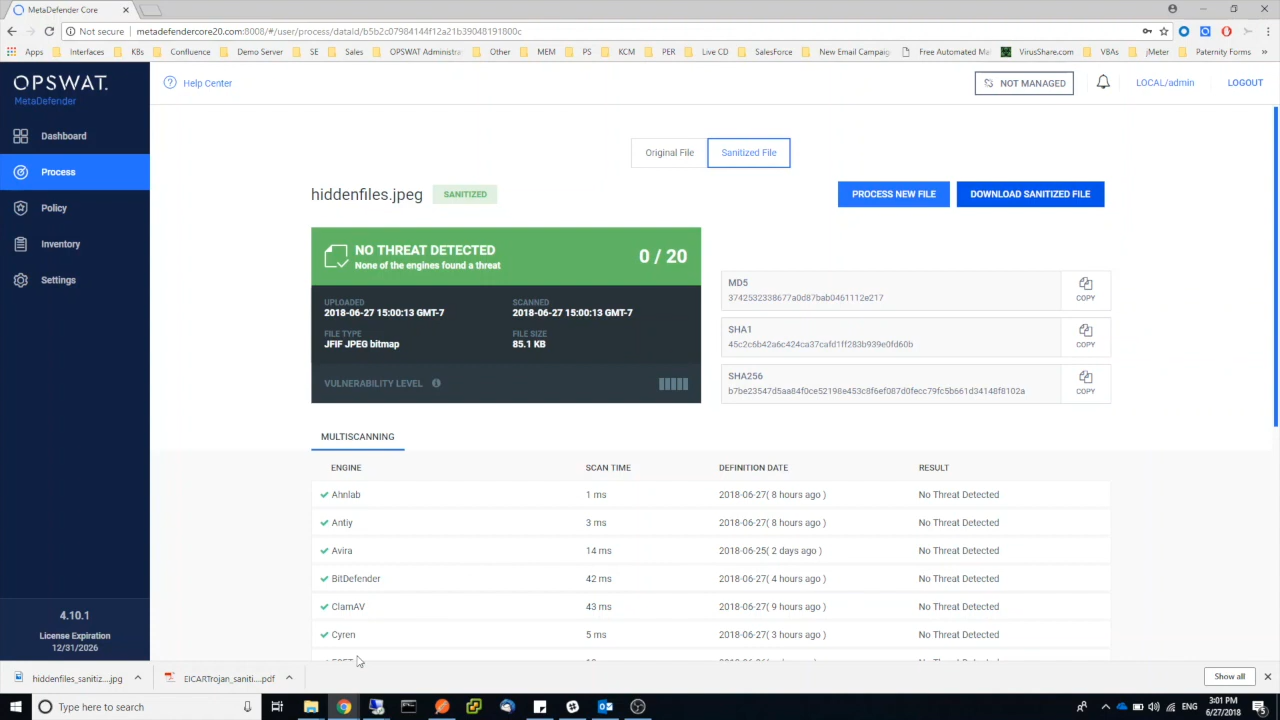 MetaDefender Core
Not secure | metadefendercore20.com:8008/#/user/process/dataId/b5b2c07984144f12a21b39048191800c
Apps Interfaces K8s Confluence Demo Server SE Sales OPSWAT Administra Other MEM PS KCM PER Live CD SalesForce New Email Campaig Free Automated Ma VirusShare.com VBAs jMeter Paternity Forms »
OPSWAT.
MetaDefender
Help Center
NOT MANAGED
LOCAL/admin
LOGOUT
Dashboard
Process
Policy
Inventory
Settings
4.10.1
License Expiration
12/31/2026
Original File
Sanitized File
hiddenfiles.jpeg
SANITIZED
PROCESS NEW FILE
DOWNLOAD SANITIZED FILE
NO THREAT DETECTED
None of the engines found a threat
0 / 20
UPLOADED
2018-06-27 15:00:13 GMT-7
SCANNED
2018-06-27 15:00:13 GMT-7
FILE TYPE
JFIF JPEG bitmap
FILE SIZE
85.1 KB
VULNERABILITY LEVEL
MD5
3742532338677a0d87bab0461112e217
COPY
SHA1
45c2c6b42a6c424ca37cafd1ff283b939e0fd60b
COPY
SHA256
b7be23547d5aa84f0ce52198e453c8f6ef087d0fecc79fc5b661d34148f8102a
COPY
MULTISCANNING
ENGINE SCAN TIME DEFINITION DATE RESULT
Ahnlab 1 ms 2018-06-27( 8 hours ago ) No Threat Detected
Antiy 3 ms 2018-06-27( 8 hours ago ) No Threat Detected
Avira 14 ms 2018-06-25( 2 days ago ) No Threat Detected
BitDefender 42 ms 2018-06-27( 4 hours ago ) No Threat Detected
ClamAV 43 ms 2018-06-27( 9 hours ago ) No Threat Detected
Cyren 5 ms 2018-06-27( 3 hours ago ) No Threat Detected
hiddenfiles_sanitiz....jpg
EICARTrojan_saniti....pdf
Show all
Type here to search
ENG
3:01 PM
6/27/2018